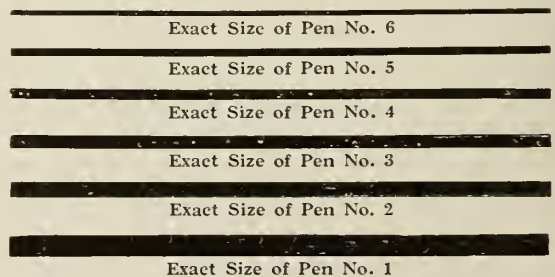 Exact Size of Pen No. 6
Exact Size of Pen No. 5
Exact Size of Pen No. 4
Exact Size of Pen No. 3
Exact Size of Pen No. 2
Exact Size of Pen No. 1